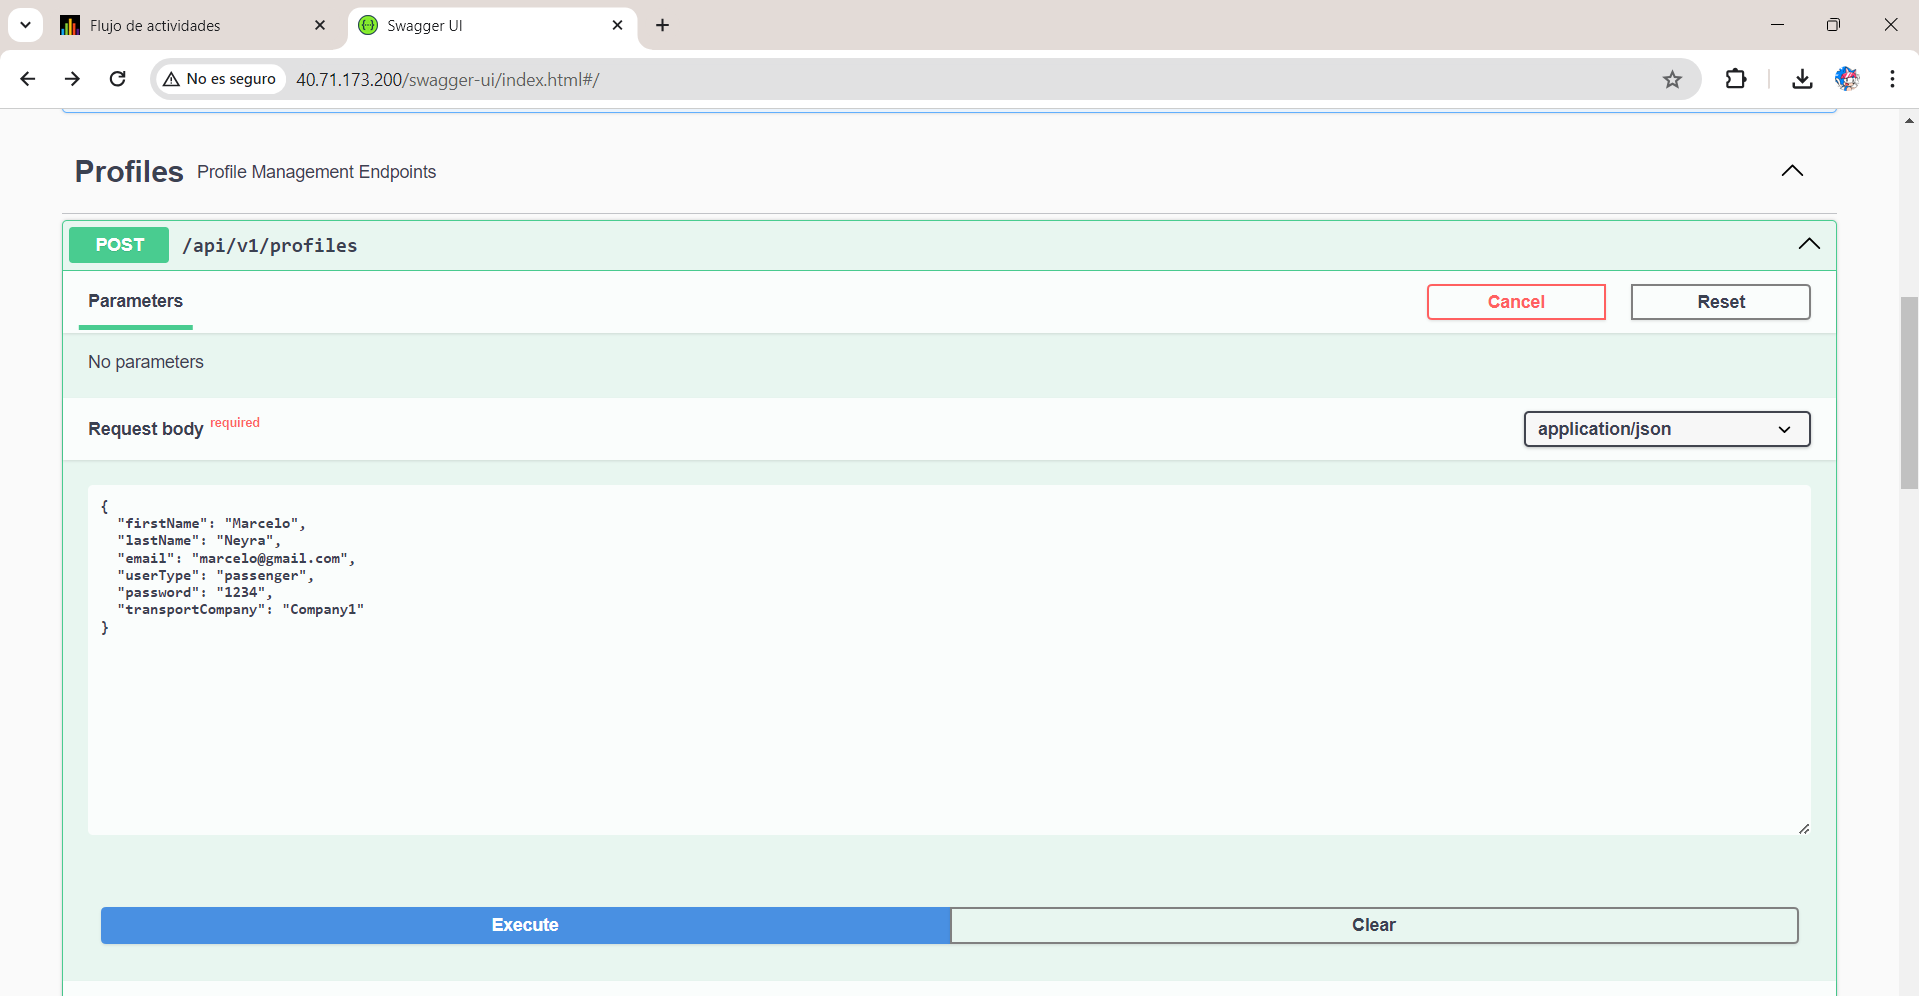 Flujo de actividades
Swagger UI
No es seguro
40.71.173.200/swagger-ui/index.html#/
Profiles Profile Management Endpoints
POST /api/v1/profiles
Parameters
Cancel
Reset
No parameters
Request body required
application/json
{
  "firstName": "Marcelo",
  "lastName": "Neyra",
  "email": "marcelo@gmail.com",
  "userType": "passenger",
  "password": "1234",
  "transportCompany": "Company1"
}
Execute
Clear